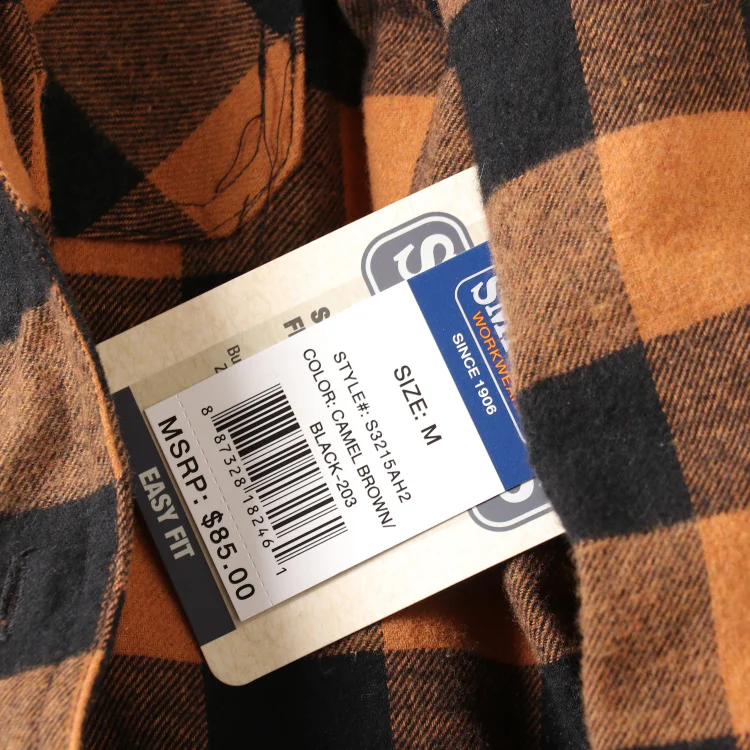 SINCE 1906
SIZE: M
STYLE#: S3215AH2
COLOR: CAMEL BROWN/
BLACK-203
8 87328 18246 1
MSRP: $85.00
EASY FIT